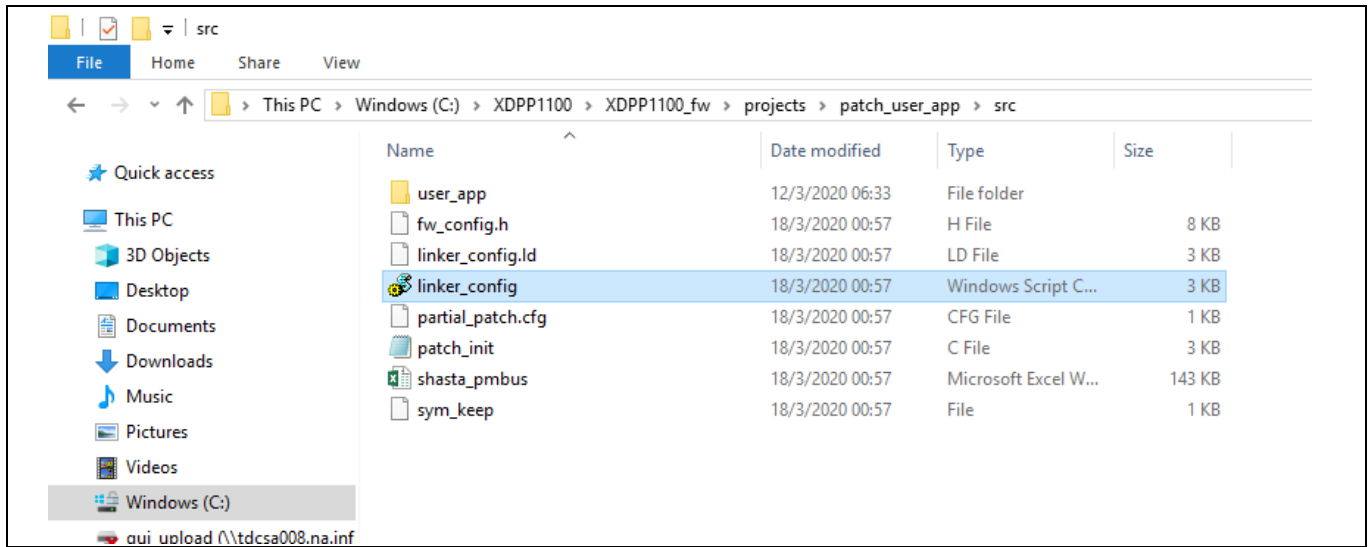 src
File Home Share View
This PC > Windows (C:) > XDPP1100 > XDPP1100_fw > projects > patch_user_app > src
Name Date modified Type Size
Quick access
This PC
3D Objects
Desktop
Documents
Downloads
Music
Pictures
Videos
Windows (C:)
gui_upload (\\tdcsa008.na.inf
user_app 12/3/2020 06:33 File folder
fw_config.h 18/3/2020 00:57 H File 8 KB
linker_config.ld 18/3/2020 00:57 LD File 3 KB
linker_config 18/3/2020 00:57 Windows Script C... 3 KB
partial_patch.cfg 18/3/2020 00:57 CFG File 1 KB
patch_init 18/3/2020 00:57 C File 3 KB
shasta_pmbus 18/3/2020 00:57 Microsoft Excel W... 143 KB
sym_keep 18/3/2020 00:57 File 1 KB